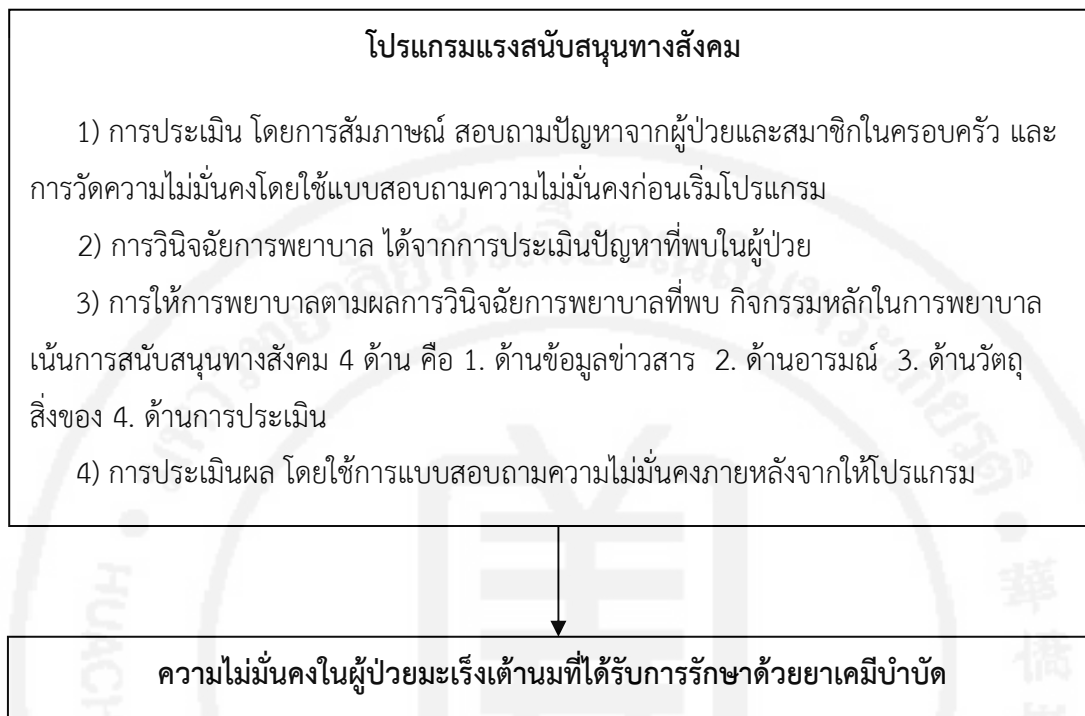 โปรแกรมแรงสนับสนุนทางสังคม
1) การประเมิน โดยการสัมภาษณ์ สอบถามปัญหาจากผู้ป่วยและสมาชิกในครอบครัว และ
การวัดความไม่มั่นคงโดยใช้แบบสอบถามความไม่มั่นคงก่อนเริ่มโปรแกรม
2) การวินิจฉัยการพยาบาล ได้จากการประเมินปัญหาที่พบในผู้ป่วย
3) การให้การพยาบาลตามผลการวินิจฉัยการพยาบาลที่พบ กิจกรรมหลักในการพยาบาล
เน้นการสนับสนุนทางสังคม 4 ด้าน คือ 1. ด้านข้อมูลข่าวสาร 2. ด้านอารมณ์ 3. ด้านวัตถุ
สิ่งของ 4. ด้านการประเมิน
4) การประเมินผล โดยใช้การแบบสอบถามความไม่มั่นคงภายหลังจากให้โปรแกรม
ความไม่มั่นคงในผู้ป่วยมะเร็งเต้านมที่ได้รับการรักษาด้วยยาเคมีบำบัด
HUACH
華僑